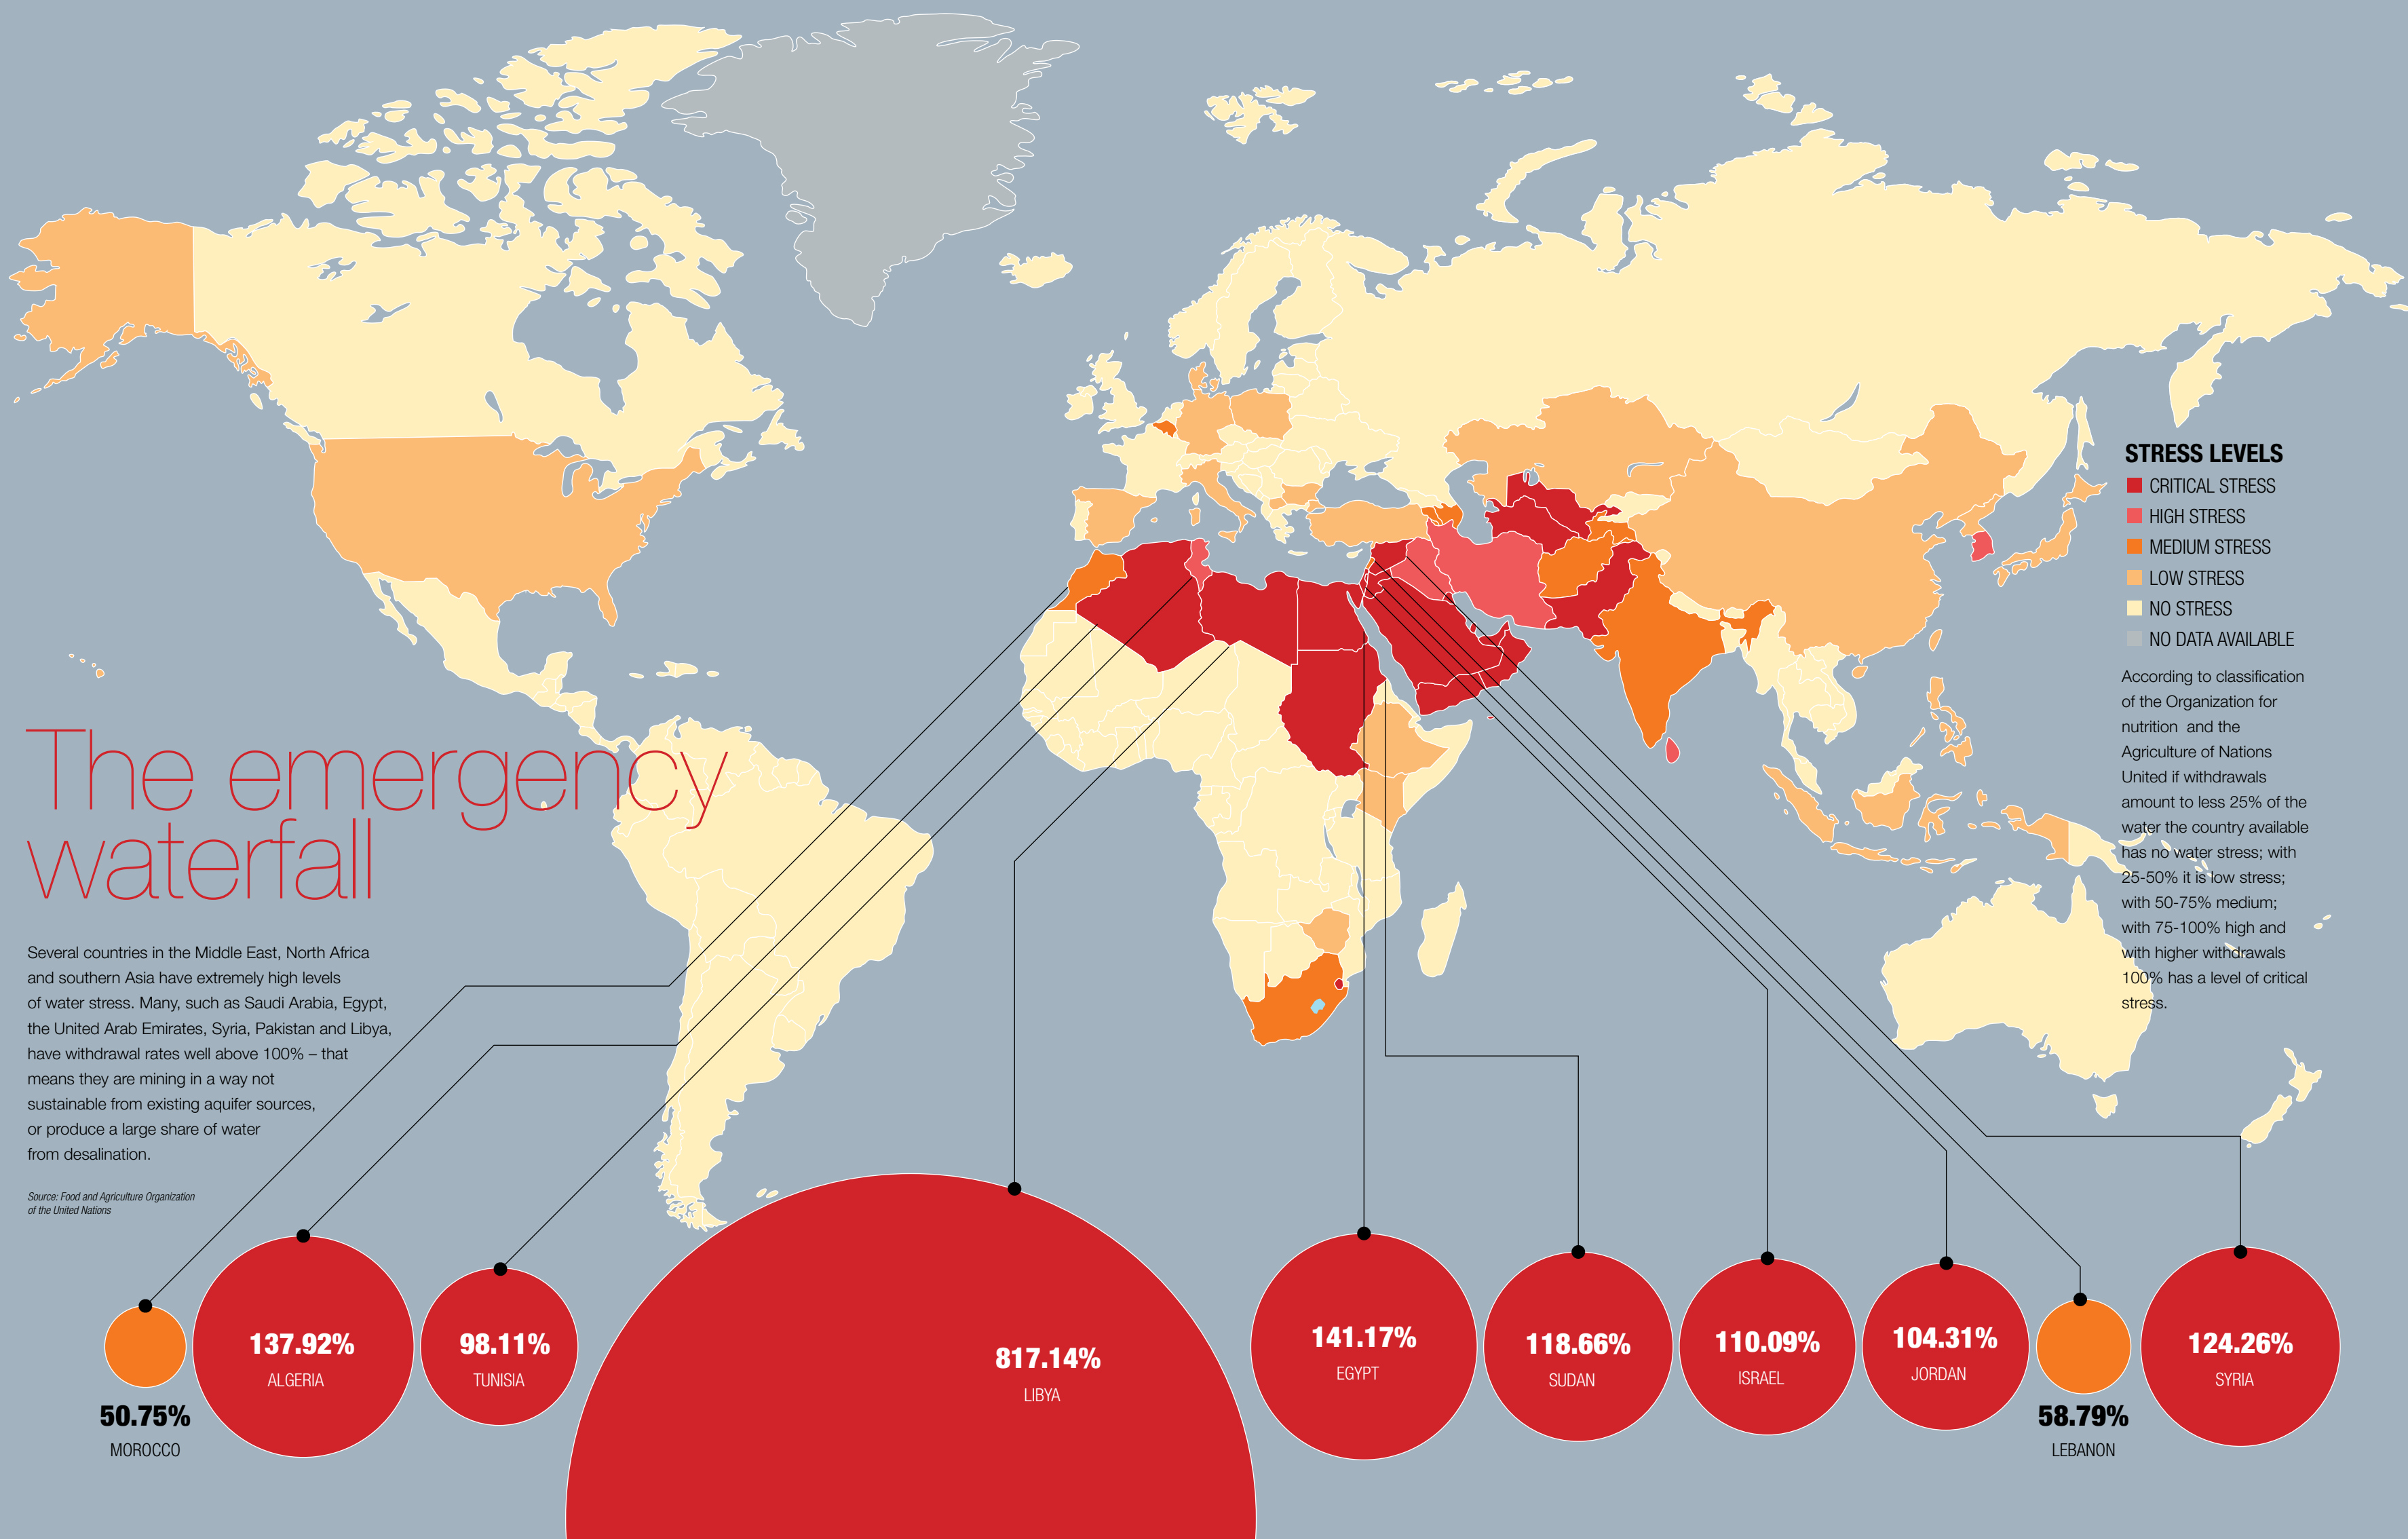 The emergency
waterfall
Several countries in the Middle East, North Africa
and southern Asia have extremely high levels
of water stress. Many, such as Saudi Arabia, Egypt,
the United Arab Emirates, Syria, Pakistan and Libya,
have withdrawal rates well above 100% – that
means they are mining in a way not
sustainable from existing aquifer sources,
or produce a large share of water
from desalination.
Source: Food and Agriculture Organization
of the United Nations
STRESS LEVELS
CRITICAL STRESS
HIGH STRESS
MEDIUM STRESS
LOW STRESS
NO STRESS
NO DATA AVAILABLE
According to classification
of the Organization for
nutrition and the
Agriculture of Nations
United if withdrawals
amount to less 25% of the
water the country available
has no water stress; with
25-50% it is low stress;
with 50-75% medium;
with 75-100% high and
with higher withdrawals
100% has a level of critical
stress.
50.75%
MOROCCO
137.92%
ALGERIA
98.11%
TUNISIA
817.14%
LIBYA
141.17%
EGYPT
118.66%
SUDAN
110.09%
ISRAEL
104.31%
JORDAN
58.79%
LEBANON
124.26%
SYRIA